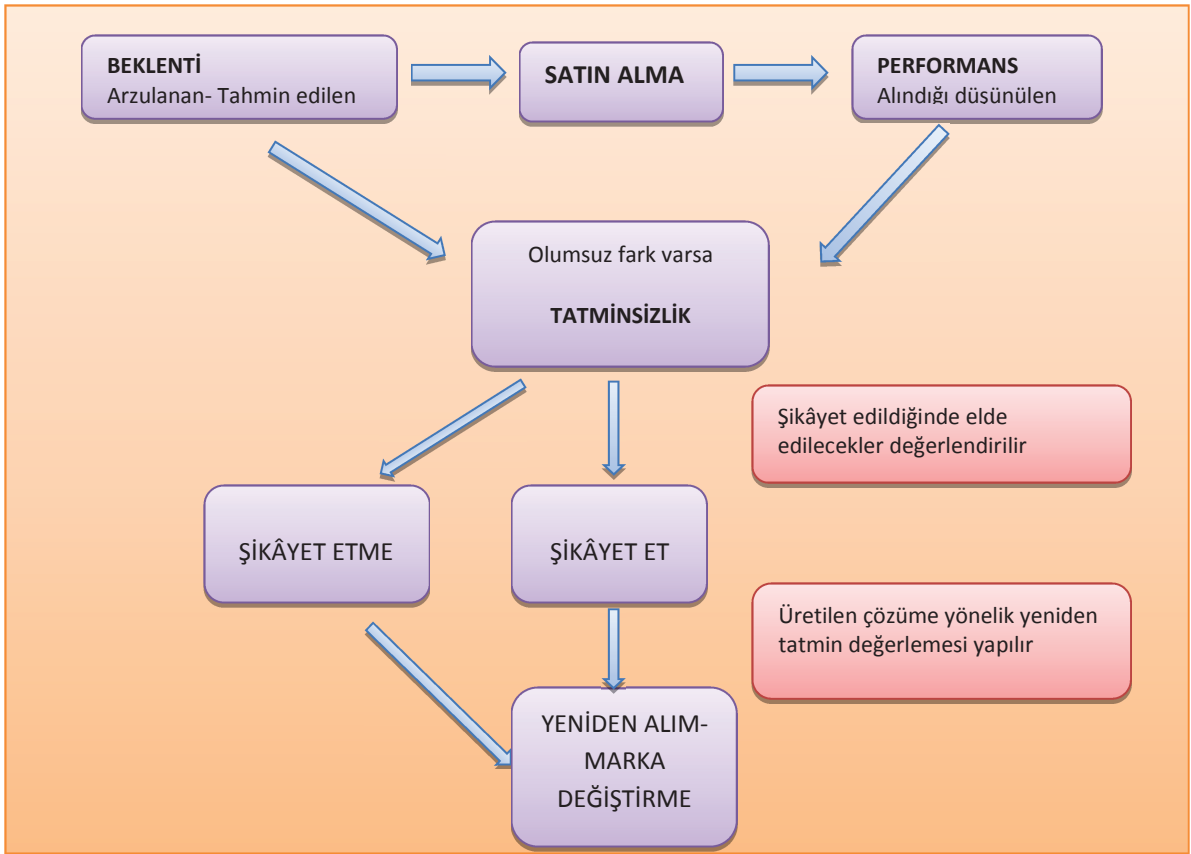 BEKLENTİ
Arzulanan- Tahmin edilen
SATIN ALMA
PERFORMANS
Alındığı düsünülen
Olumsuz fark varsa
TATMİNSİZLİK
Şikâyet edildiğinde elde
edilecekler değerlendirilir
ŞİKÂYET ETME
ŞİKÂYET ET
Üretilen çözüme yönelik yeniden
tatmin değerlemesi yapılır
YENİDEN ALIM-
MARKA
DEĞİŞTİRME